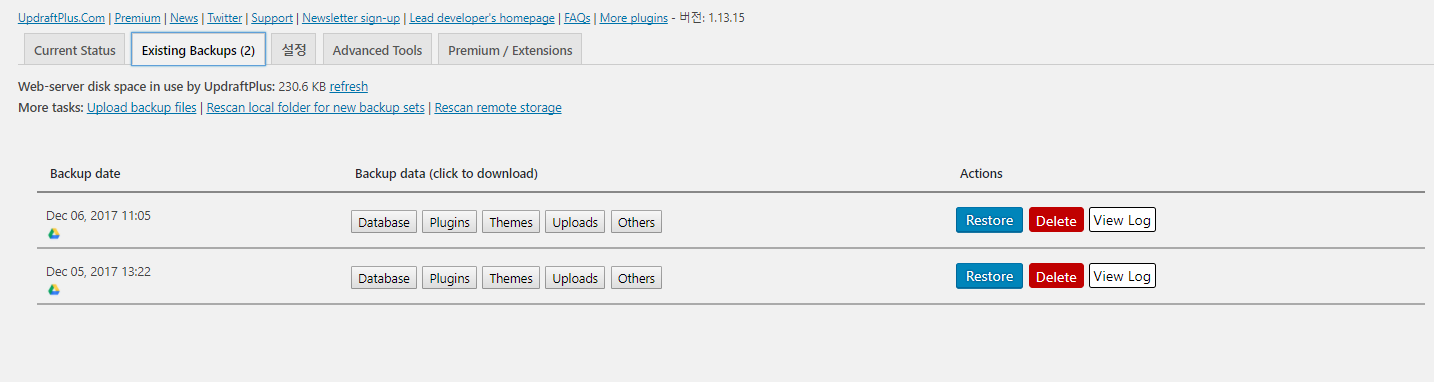 UpdraftPlus.Com | Premium | News | Twitter | Support | Newsletter sign-up | Lead developer's homepage | FAQs | More plugins - 버전: 1.13.15
Current Status Existing Backups (2) 설정 Advanced Tools Premium / Extensions
Web-server disk space in use by UpdraftPlus: 230.6 KB refresh
More tasks: Upload backup files | Rescan local folder for new backup sets | Rescan remote storage
Backup date Backup data (click to download) Actions
Dec 06, 2017 11:05 Database Plugins Themes Uploads Others Restore Delete View Log
Dec 05, 2017 13:22 Database Plugins Themes Uploads Others Restore Delete View Log